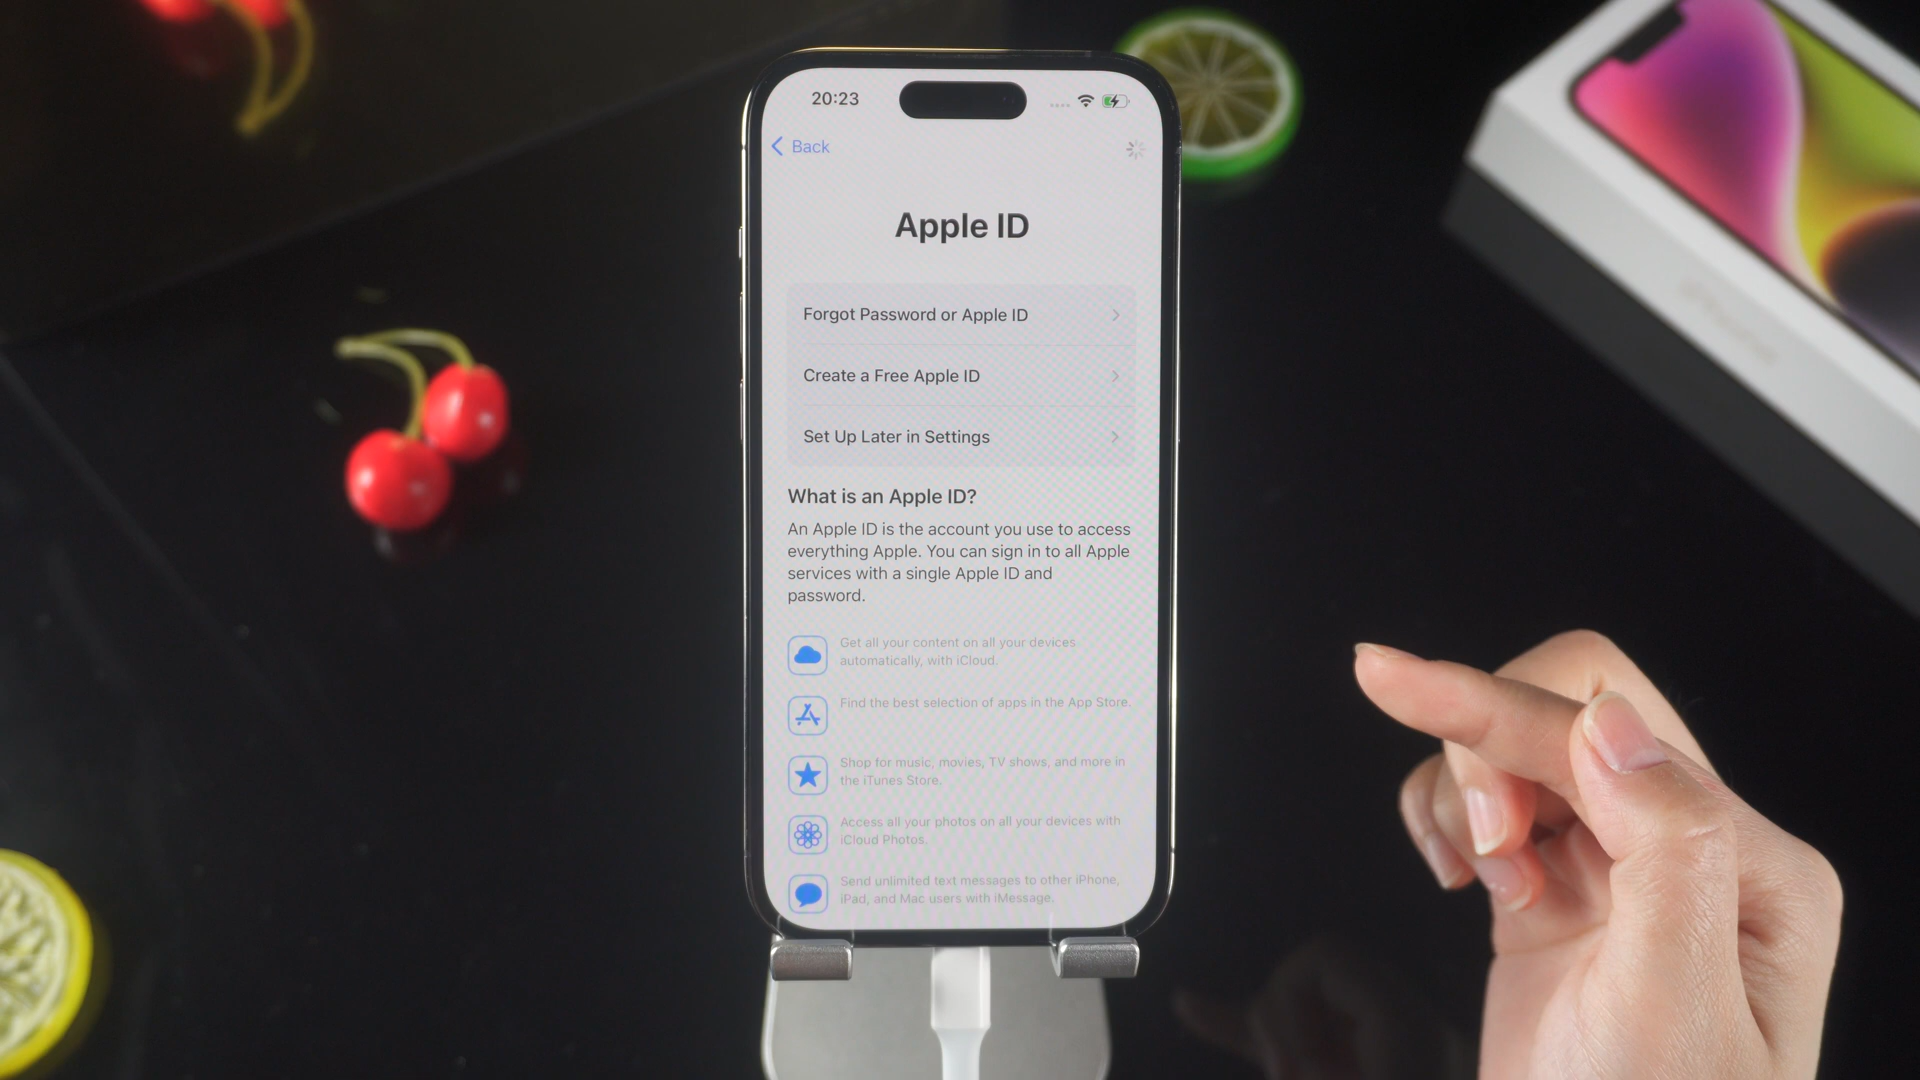 20:23
Back
Apple ID
Forgot Password or Apple ID
Create a Free Apple ID
Set Up Later in Settings
What is an Apple ID?
An Apple ID is the account you use to access
everything Apple. You can sign in to all Apple
services with a single Apple ID and
password.
Get all your content on all your devices
automatically, with iCloud.
Find the best selection of apps in the App Store.
Shop for music, movies, TV shows, and more in
the iTunes Store.
Access all your photos on all your devices with
iCloud Photos.
Send unlimited text messages to other iPhone,
iPad, and Mac users with iMessage.